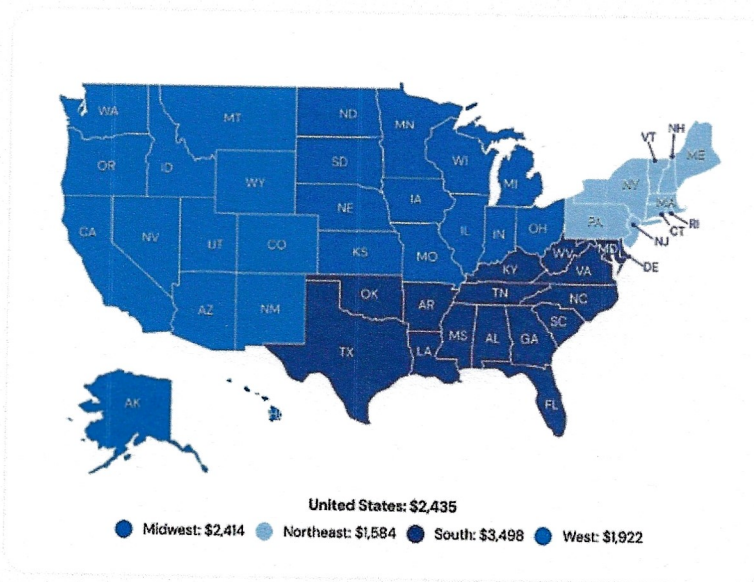 WA
MT
ND
MN
VT
NH
ME
OR
ID
SD
WI
NY
WY
MI
MA
IA
RI
NE
PA
CT
CA
NV
UT
CO
IL
IN
OH
NJ
KS
MO
WV
MD
DE
KY
VA
AZ
NM
OK
AR
TN
NC
SC
TX
LA
MS
AL
GA
AK
FL
United States: $2,435
Midwest: $2,414
Northeast: $1,584
South: $3,498
West: $1,922